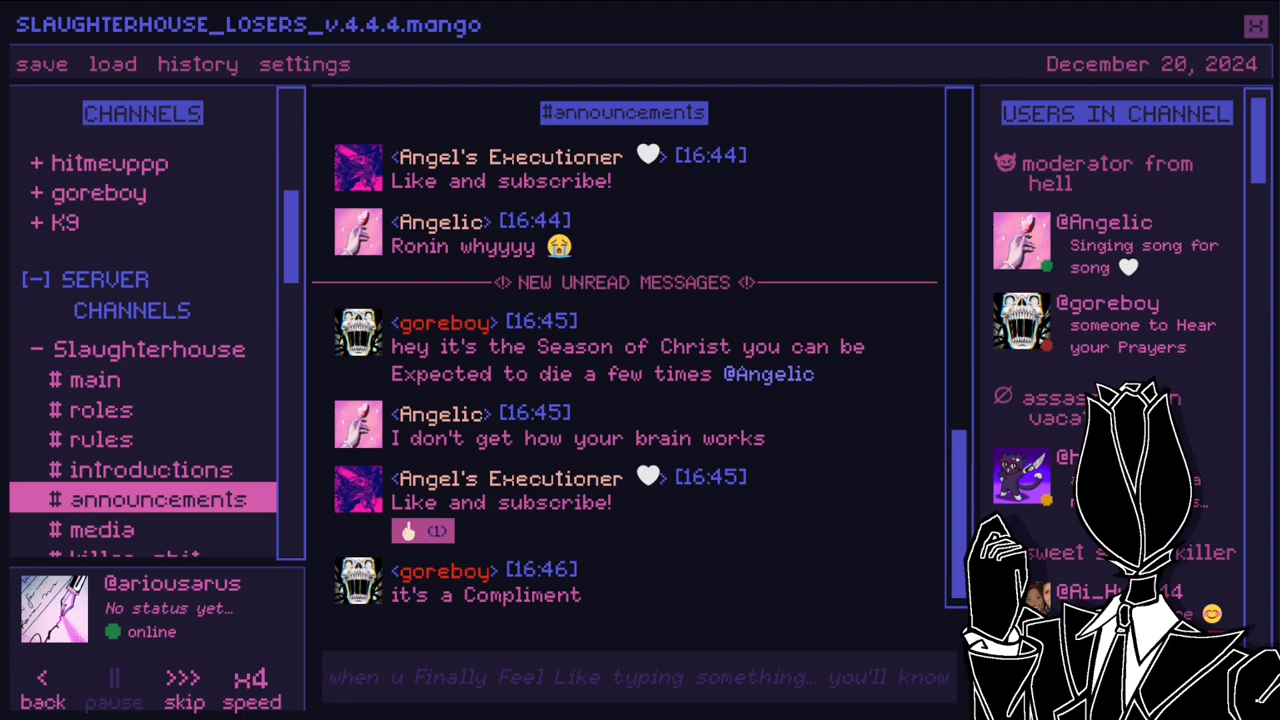 SLAUGHTERHOUSE_LOSERS_v.4.4.4.mango
X
save load history settings
December 20, 2024
CHANNELS
+ hitmeuppp
+ goreboy
+ K9
[-] SERVER
CHANNELS
- Slaughterhouse
# main
# roles
# rules
# introductions
# announcements
# media
@ariousarus
No status yet...
online
< || >>> x4
back pause skip speed
#announcements
<Angel's Executioner 🤍> [16:44]
Like and subscribe!
<Angelic> [16:44]
Ronin whyyyy 😭
NEW UNREAD MESSAGES
<goreboy> [16:45]
hey it's the Season of Christ you can be
Expected to die a few times @Angelic
<Angelic> [16:45]
I don't get how your brain works
<Angel's Executioner 🤍> [16:45]
Like and subscribe!
(1)
<goreboy> [16:46]
it's a Compliment
when u Finally Feel Like typing something... you'll know
USERS IN CHANNEL
moderator from
hell
@Angelic
Singing song for
song 🤍
@goreboy
someone to Hear
your Prayers
sweet killer